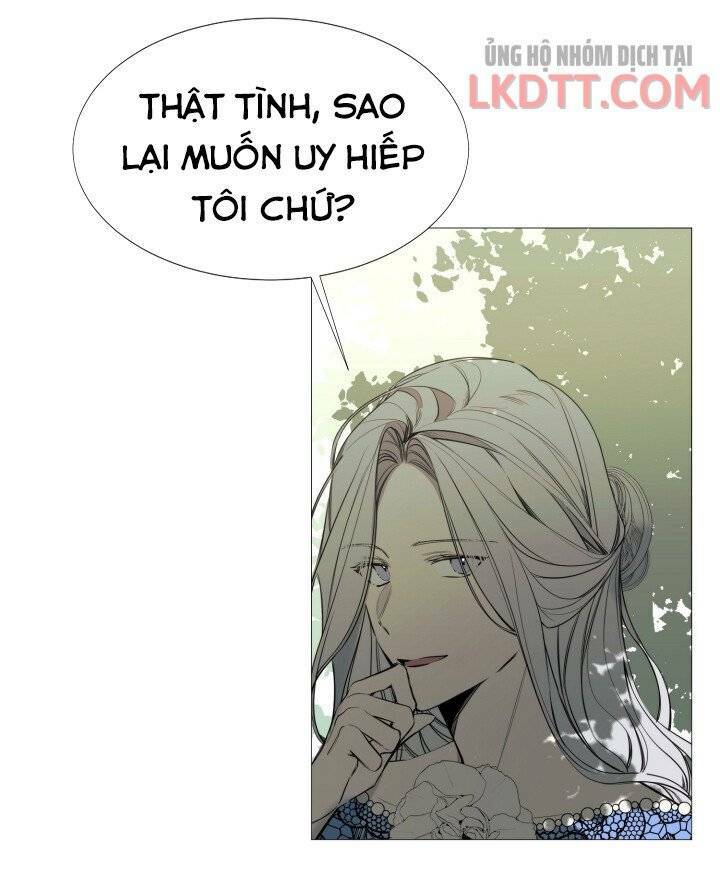 ỦNG HỘ NHÓM DỊCH TẠI
LKDTT.COM
THẬT TÌNH, SAO
LẠI MUỐN UY HIẾP
TÔI CHỨ?